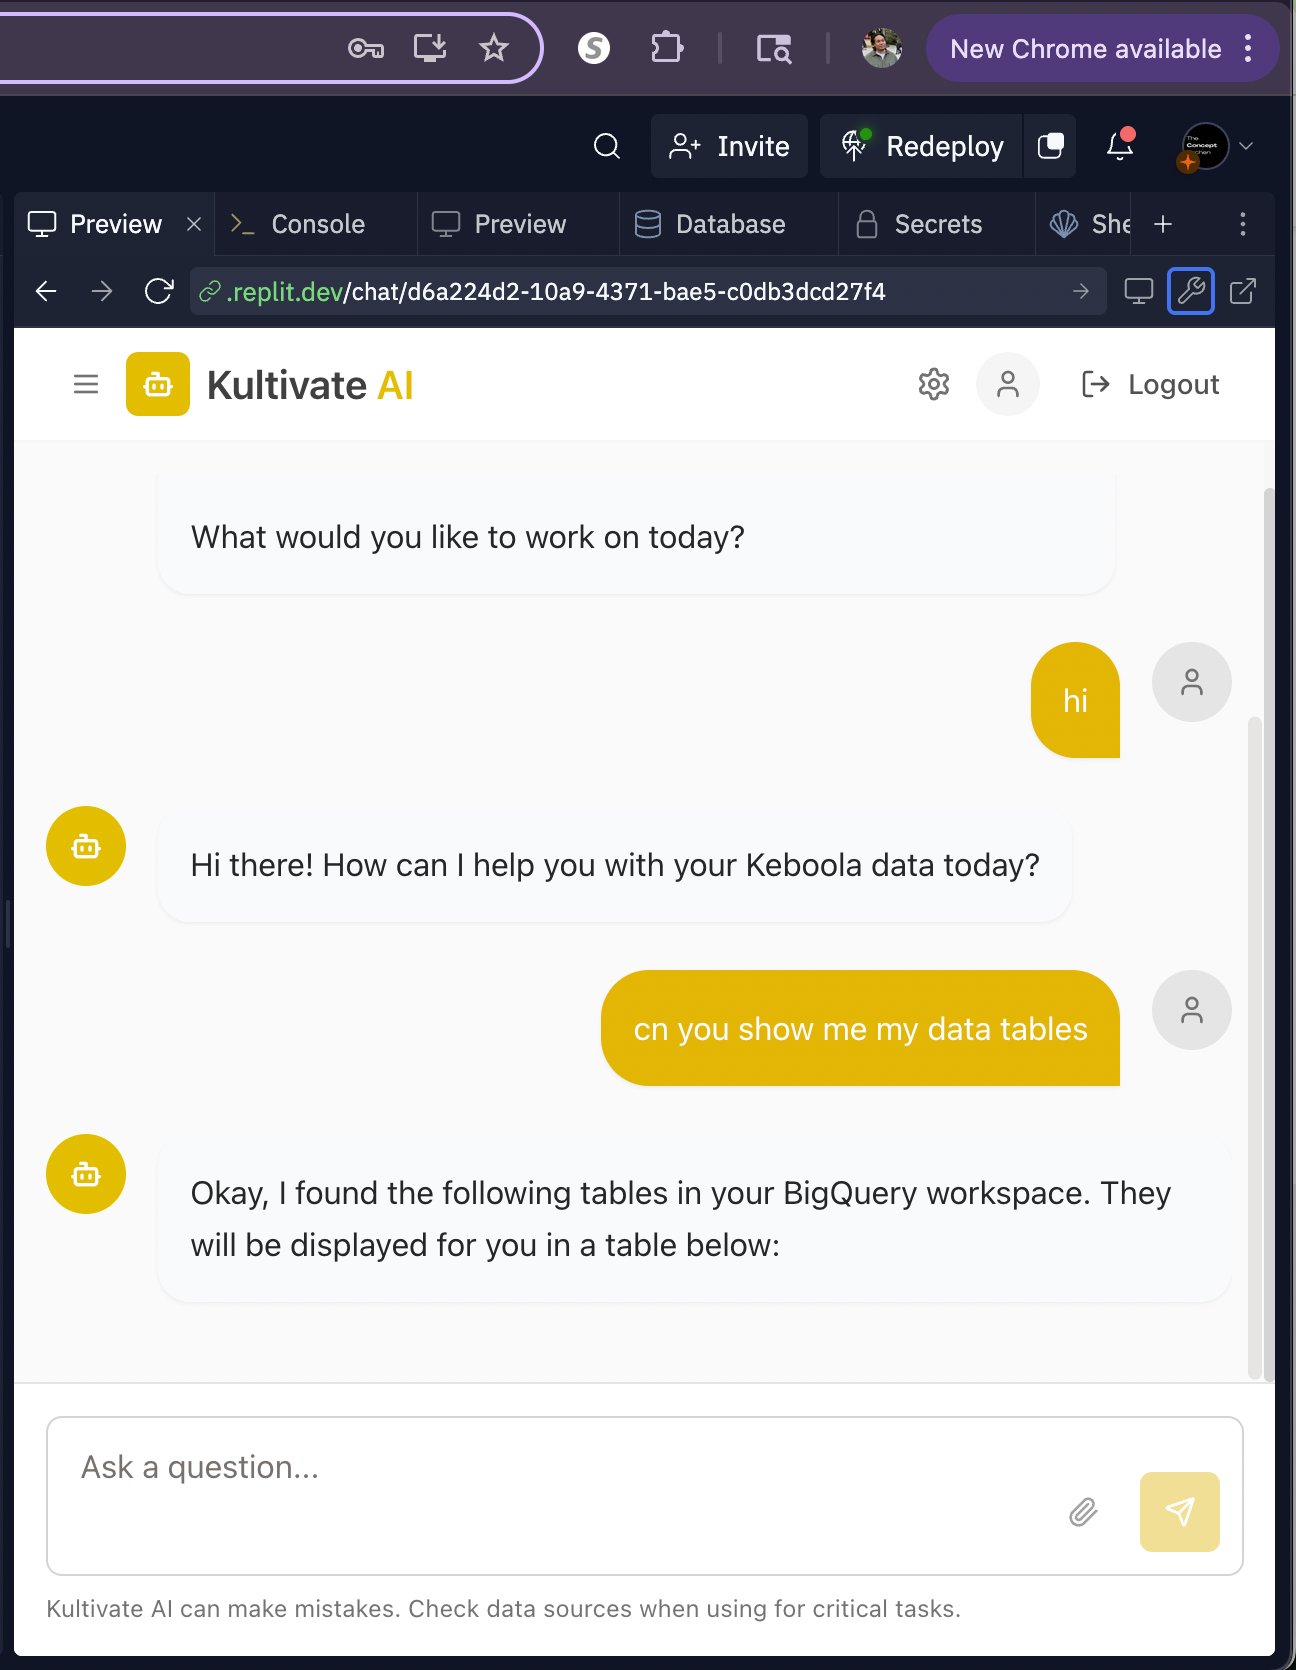 New Chrome available
Invite
Redeploy
Preview
Console
Preview
Database
Secrets
She
.replit.dev/chat/d6a224d2-10a9-4371-bae5-c0db3dcd27f4
Kultivate AI
Logout
What would you like to work on today?
hi
Hi there! How can I help you with your Keboola data today?
cn you show me my data tables
Okay, I found the following tables in your BigQuery workspace. They
will be displayed for you in a table below:
Ask a question...
Kultivate AI can make mistakes. Check data sources when using for critical tasks.